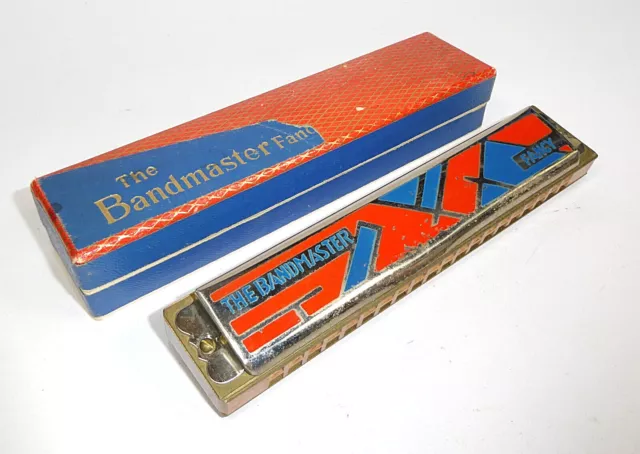 The
Bandmaster Fanc
THE BANDMASTER
FANCY